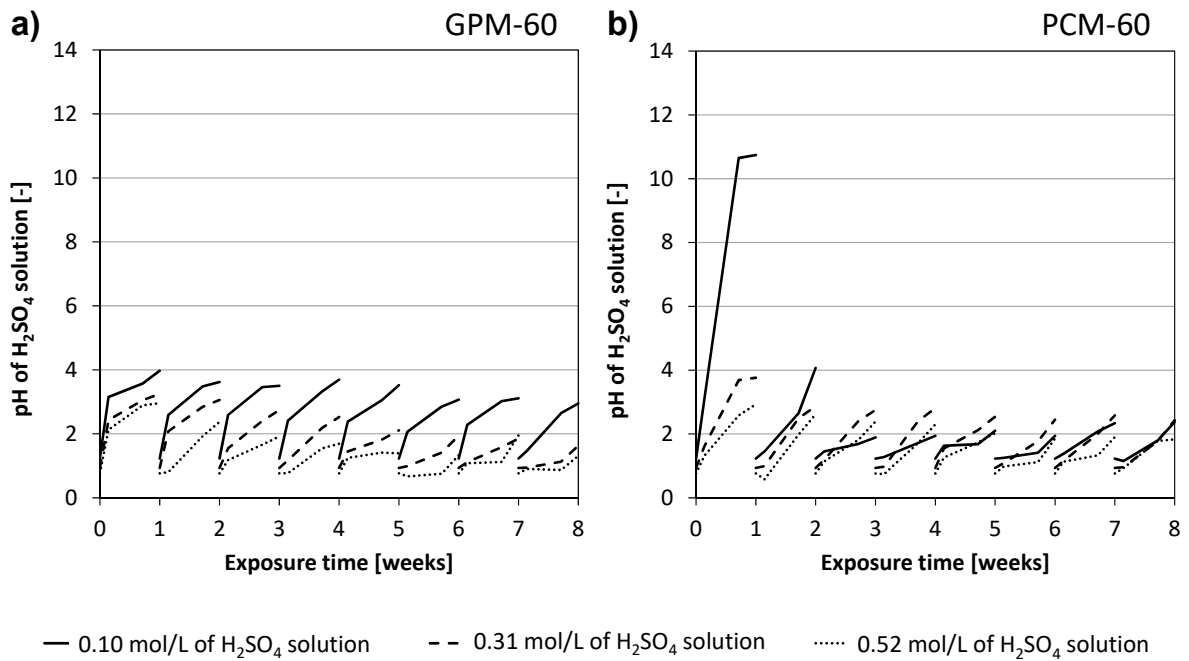 a)
GPM-60
14
12
10
8
6
4
2
0
pH of H₂SO₄ solution [-]
0 1 2 3 4 5 6 7 8
Exposure time [weeks]
b)
PCM-60
14
12
10
8
6
4
2
0
pH of H₂SO₄ solution [-]
0 1 2 3 4 5 6 7 8
Exposure time [weeks]
0.10 mol/L of H₂SO₄ solution
0.31 mol/L of H₂SO₄ solution
0.52 mol/L of H₂SO₄ solution